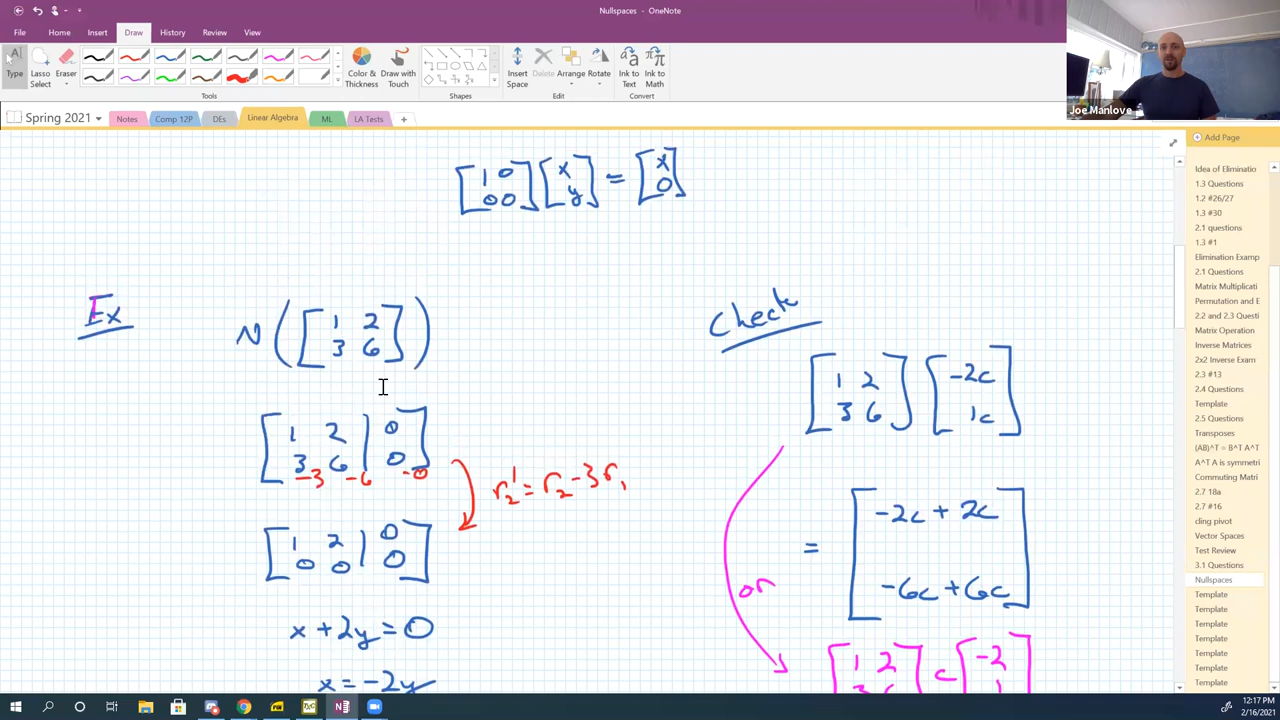 Nullspaces - OneNote
File Home Insert Draw History Review View
Type
Lasso Select
Eraser
Color & Thickness
Draw with Touch
Insert Space
Delete
Arrange
Rotate
Ink to Text
Ink to Math
Tools
Shapes
Edit
Convert
Joe Manlove
Spring 2021
Notes
Comp 12P
DEs
Linear Algebra
ML
LA Tests
Add Page
[1 0
0 0] [x
y] = [x
0]
Ex
N([1 2
3 6])
[1 2 | 0
3 6 | 0]
-3 -6 -0
r₂' = r₂ - 3r₁
[1 2 | 0
0 0 | 0]
x + 2y = 0
x = -2y
Check
[1 2
3 6] [-2c
1c]
= [-2c + 2c
-6c + 6c]
or
[1 2
3 6] c [-2
1]
Idea of Eliminatio
1.3 Questions
1.2 #26/27
1.3 #30
2.1 questions
1.3 #1
Elimination Examp
2.1 Questions
Matrix Multiplicati
Permutation and E
2.2 and 2.3 Questi
Matrix Operation
Inverse Matrices
2x2 Inverse Exam
2.3 #13
2.4 Questions
Template
2.5 Questions
Transposes
(AB)^T = B^T A^T
A^T A is symmetri
Commuting Matri
2.7 18a
2.7 #16
cling pivot
Vector Spaces
Test Review
3.1 Questions
Nullspaces
Template
Template
Template
Template
Template
Template
Template
12:17 PM
2/16/2021